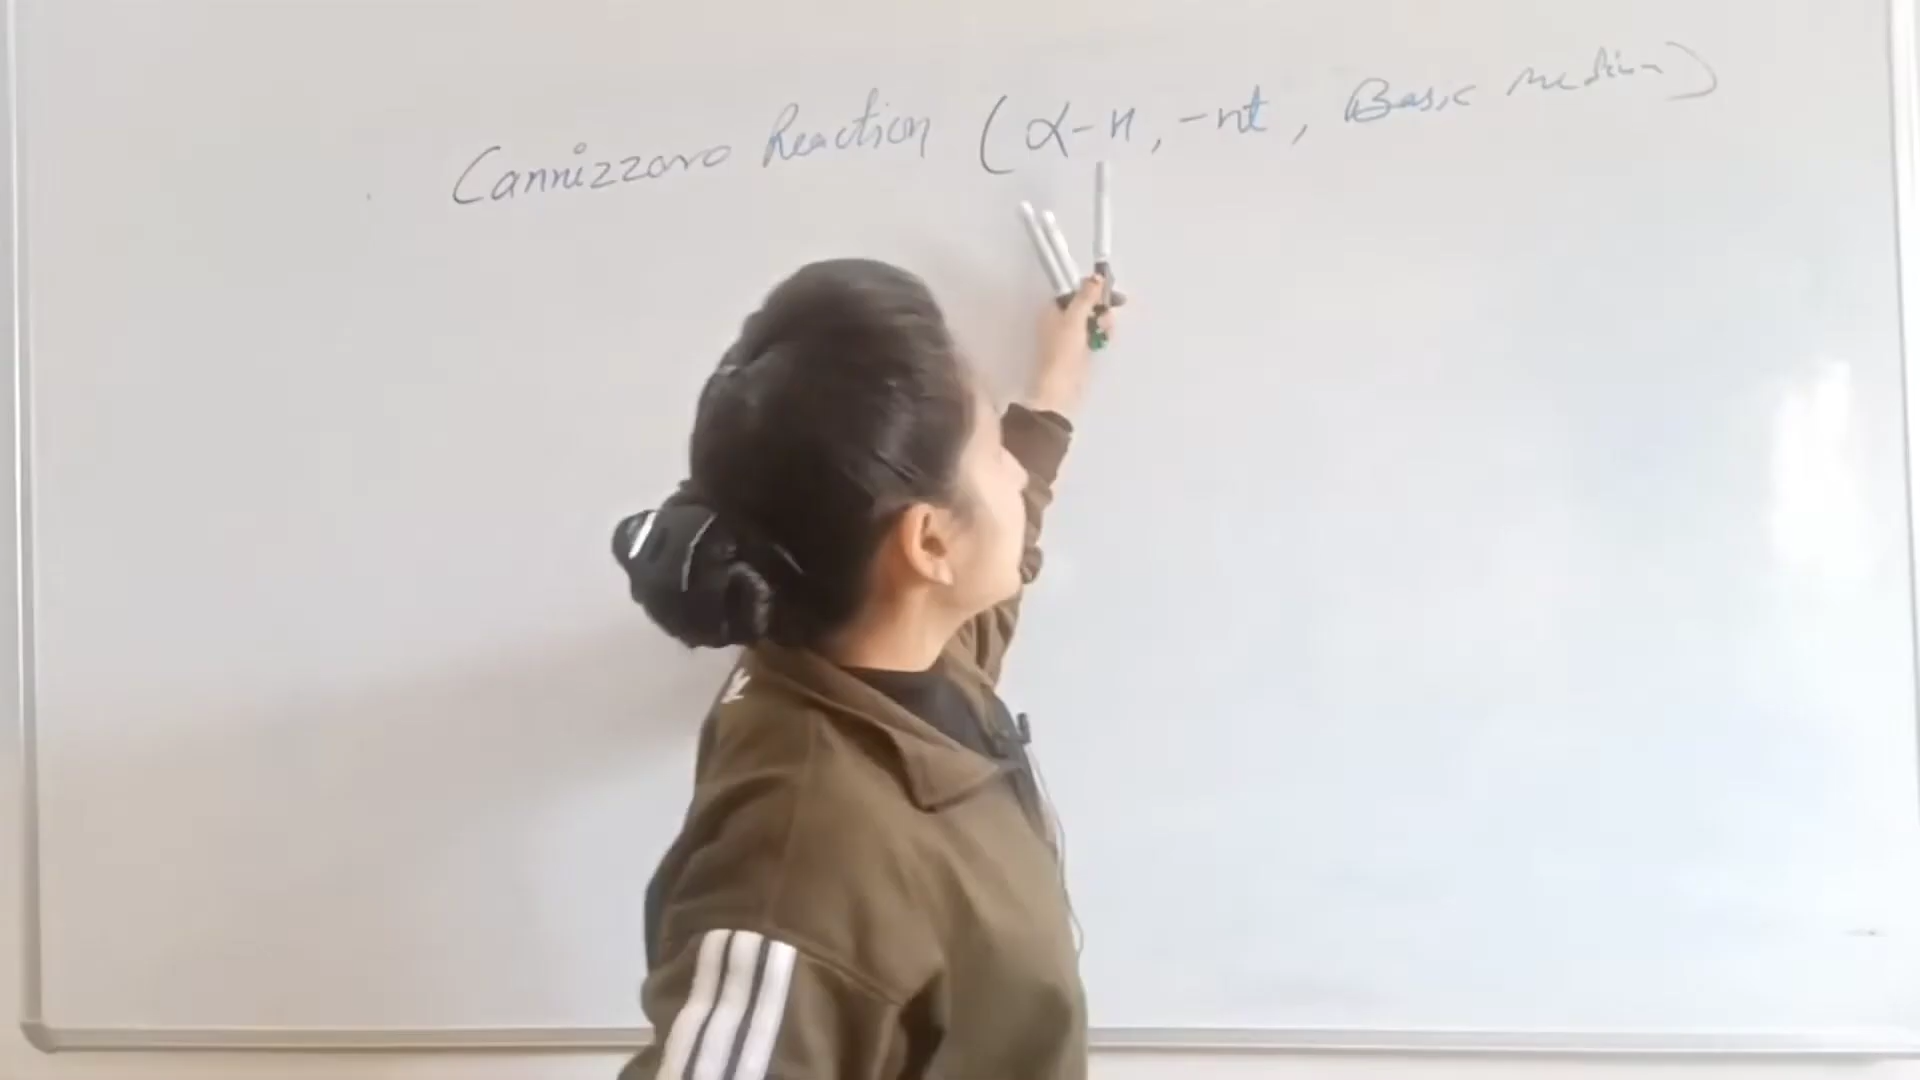 Cannizzaro Reaction (α-H, -nt, Basic medium)